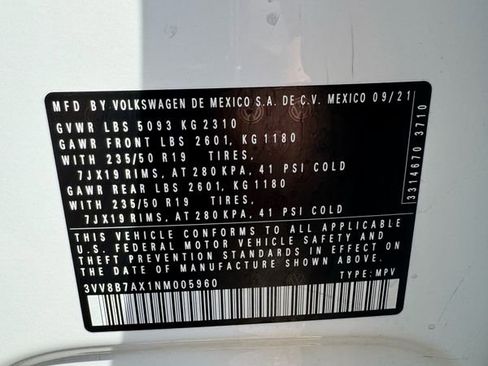 MFD BY VOLKSWAGEN DE MEXICO S.A. DE C.V. MEXICO 09/21
GVWR LBS 5093 KG 2310
GAWR FRONT LBS 2601, KG 1180
WITH 235/50 R19 TIRES,
7JX19 RIMS, AT 280 KPA, 41 PSI COLD
GAWR REAR LBS 2601, KG 1180
WITH 235/50 R19 TIRES,
7JX19 RIMS, AT 280 KPA, 41 PSI COLD
THIS VEHICLE CONFORMS TO ALL APPLICABLE
U.S. FEDERAL MOTOR VEHICLE SAFETY AND
THEFT PREVENTION STANDARDS IN EFFECT ON
THE DATE OF MANUFACTURE SHOWN ABOVE.
3VV8B7AX1NM005960 TYPE: MPV
3314670 3710